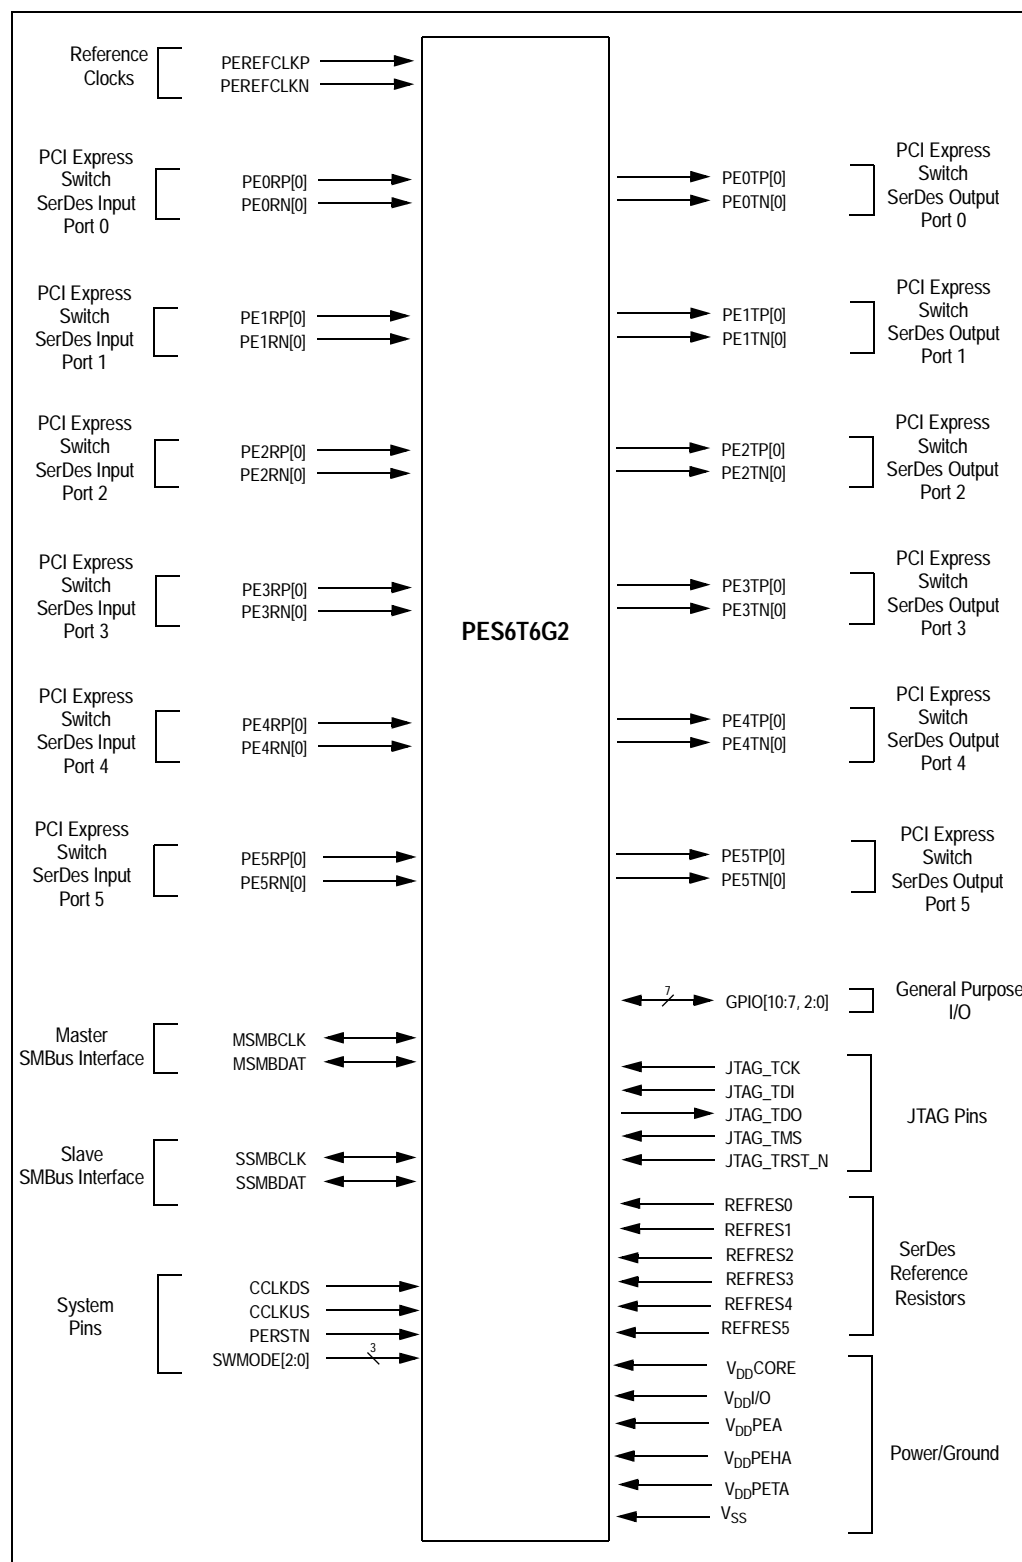 Reference
Clocks
PEREFCLKP
PEREFCLKN
PCI Express
Switch
SerDes Input
Port 0
PE0RP[0]
PE0RN[0]
PCI Express
Switch
SerDes Input
Port 1
PE1RP[0]
PE1RN[0]
PCI Express
Switch
SerDes Input
Port 2
PE2RP[0]
PE2RN[0]
PCI Express
Switch
SerDes Input
Port 3
PE3RP[0]
PE3RN[0]
PCI Express
Switch
SerDes Input
Port 4
PE4RP[0]
PE4RN[0]
PCI Express
Switch
SerDes Input
Port 5
PE5RP[0]
PE5RN[0]
Master
SMBus Interface
MSMBCLK
MSMBDAT
Slave
SMBus Interface
SSMBCLK
SSMBDAT
System
Pins
CCLKDS
CCLKUS
PERSTN
SWMODE[2:0]
3
PES6T6G2
PE0TP[0]
PE0TN[0]
PCI Express
Switch
SerDes Output
Port 0
PE1TP[0]
PE1TN[0]
PCI Express
Switch
SerDes Output
Port 1
PE2TP[0]
PE2TN[0]
PCI Express
Switch
SerDes Output
Port 2
PE3TP[0]
PE3TN[0]
PCI Express
Switch
SerDes Output
Port 3
PE4TP[0]
PE4TN[0]
PCI Express
Switch
SerDes Output
Port 4
PE5TP[0]
PE5TN[0]
PCI Express
Switch
SerDes Output
Port 5
7
GPIO[10:7, 2:0]
General Purpose
I/O
JTAG_TCK
JTAG_TDI
JTAG_TDO
JTAG_TMS
JTAG_TRST_N
JTAG Pins
REFRES0
REFRES1
REFRES2
REFRES3
REFRES4
REFRES5
SerDes
Reference
Resistors
VDDCORE
VDDI/O
VDDPEA
VDDPEHA
VDDPETA
VSS
Power/Ground